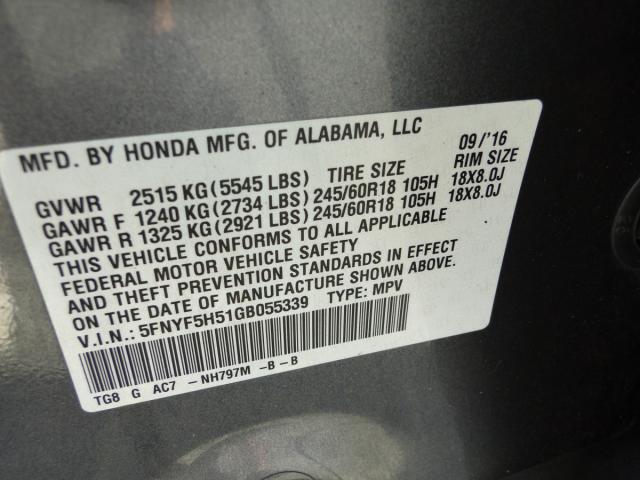 MFD. BY HONDA MFG. OF ALABAMA, LLC 09/'16
GVWR 2515 KG(5545 LBS) TIRE SIZE RIM SIZE
GAWR F 1240 KG(2734 LBS) 245/60R18 105H 18X8.0J
GAWR R 1325 KG(2921 LBS) 245/60R18 105H 18X8.0J
THIS VEHICLE CONFORMS TO ALL APPLICABLE
FEDERAL MOTOR VEHICLE SAFETY
AND THEFT PREVENTION STANDARDS IN EFFECT
ON THE DATE OF MANUFACTURE SHOWN ABOVE.
V.I.N.: 5FNYF5H51GB055339 TYPE: MPV
TG8 G AC7 - NH797M -B-B